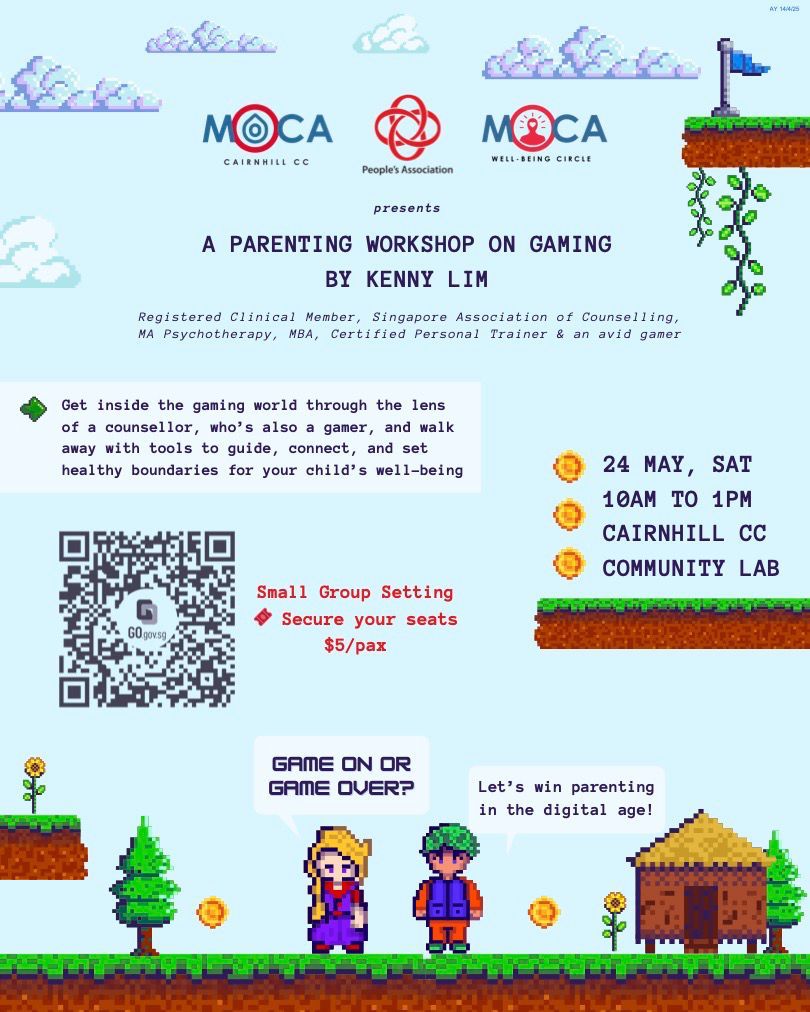 AY 14/4/25
MOCA
CAIRNHILL CC
People's Association
MOCA
WELL-BEING CIRCLE
presents
A PARENTING WORKSHOP ON GAMING
BY KENNY LIM
Registered Clinical Member, Singapore Association of Counselling,
MA Psychotherapy, MBA, Certified Personal Trainer & an avid gamer
Get inside the gaming world through the lens
of a counsellor, who's also a gamer, and walk
away with tools to guide, connect, and set
healthy boundaries for your child's well-being
24 MAY, SAT
10AM TO 1PM
CAIRNHILL CC
COMMUNITY LAB
GO.gov.sg
Small Group Setting
Secure your seats
$5/pax
GAME ON OR
GAME OVER?
Let's win parenting
in the digital age!